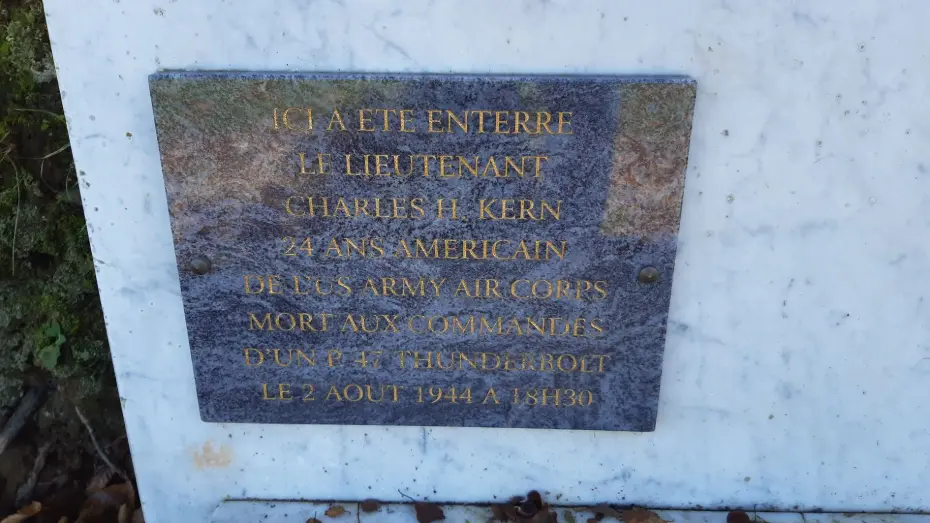 ICI A ETE ENTERRE
LE LIEUTENANT
CHARLES H. KERN
24 ANS AMERICAIN
DE L'US ARMY AIR CORPS
MORT AUX COMMANDES
D'UN P. 47 THUNDERBOLT
LE 2 AOUT 1944 A 18H30